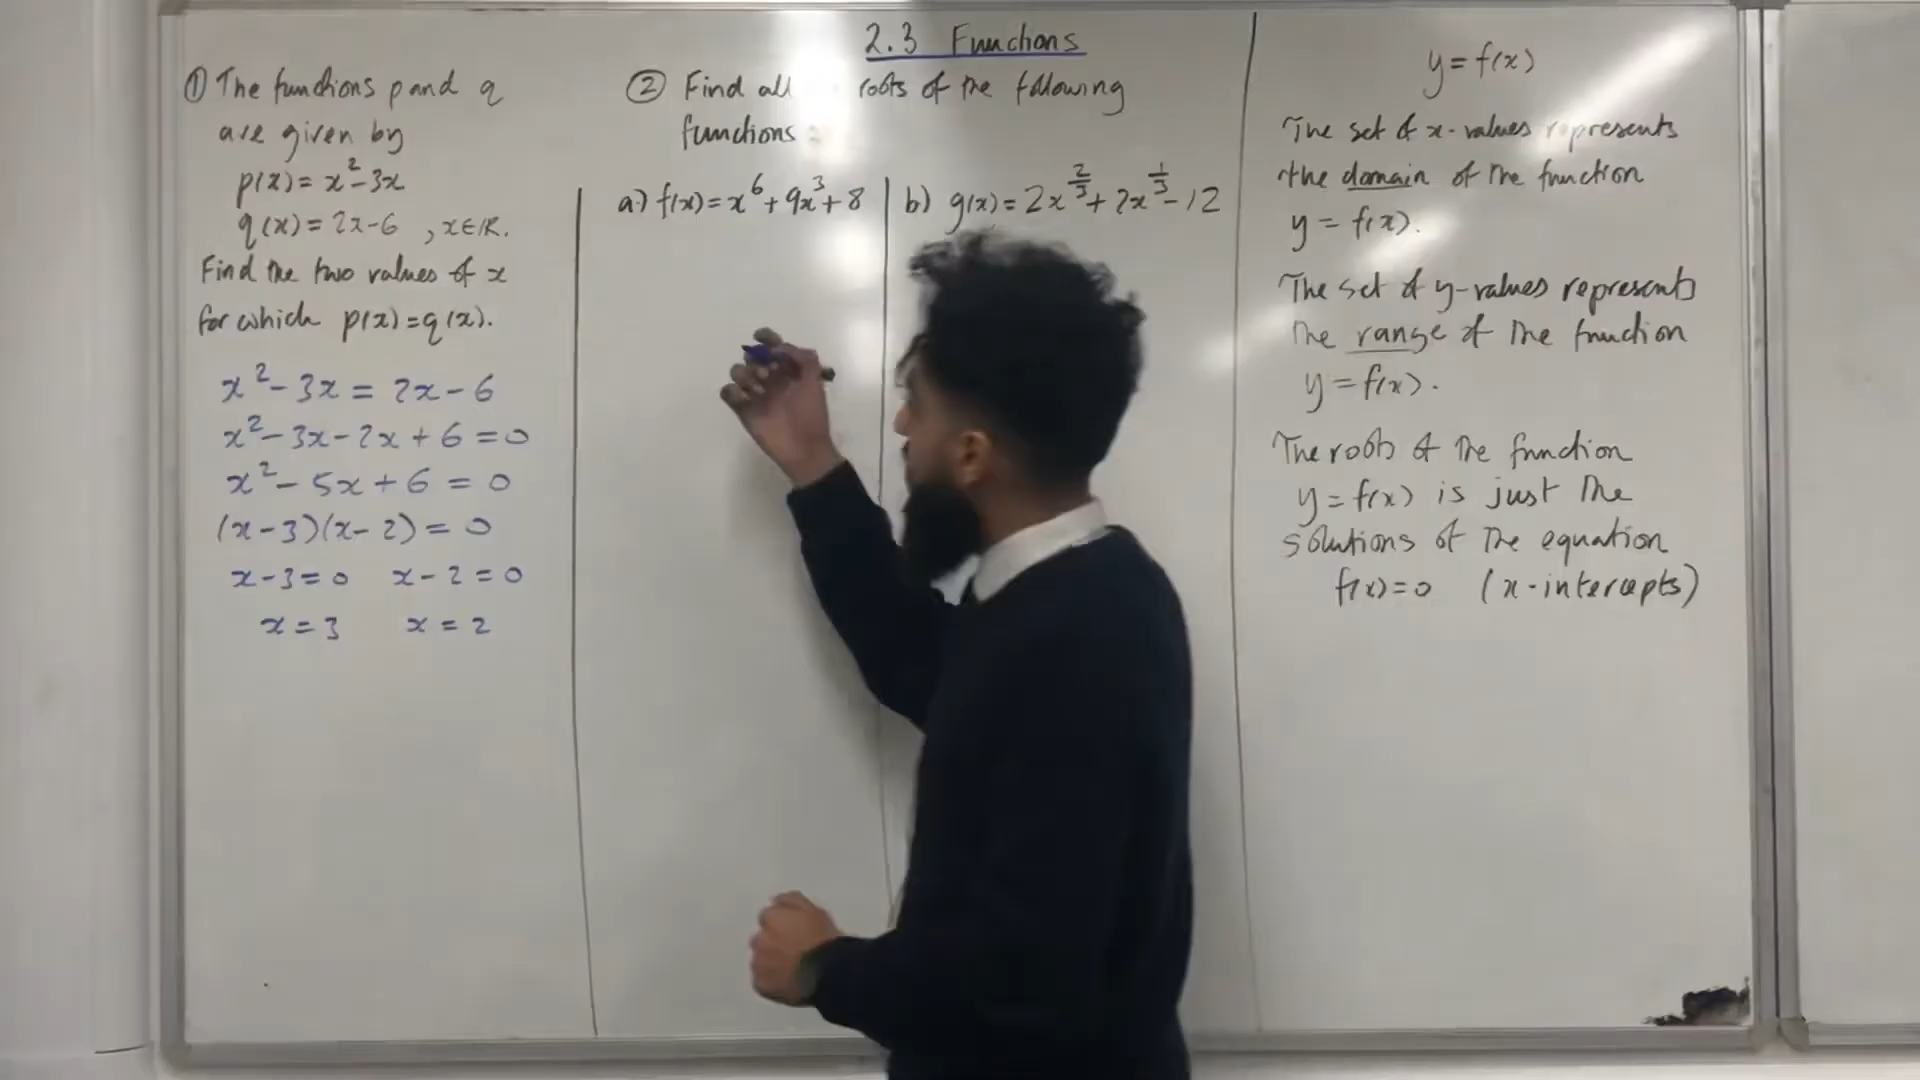 2.3 Functions
① The functions p and q
are given by
p(x) = x² - 3x
q(x) = 2x - 6 , x ∈ ℝ.
Find the two values of x
for which p(x) = q(x).
x² - 3x = 2x - 6
x² - 3x - 2x + 6 = 0
x² - 5x + 6 = 0
(x - 3)(x - 2) = 0
x - 3 = 0 x - 2 = 0
x = 3 x = 2
② Find all roots of the following
functions :
a.) f(x) = x⁶ + 9x³ + 8
b) g(x) = 2x^(2/3) + 2x^(1/3) - 12
y = f(x)
The set of x-values represents
the domain of the function
y = f(x).
The set of y-values represents
the range of the function
y = f(x).
The roots of the function
y = f(x) is just the
solutions of the equation
f(x) = 0 (x-intercepts)